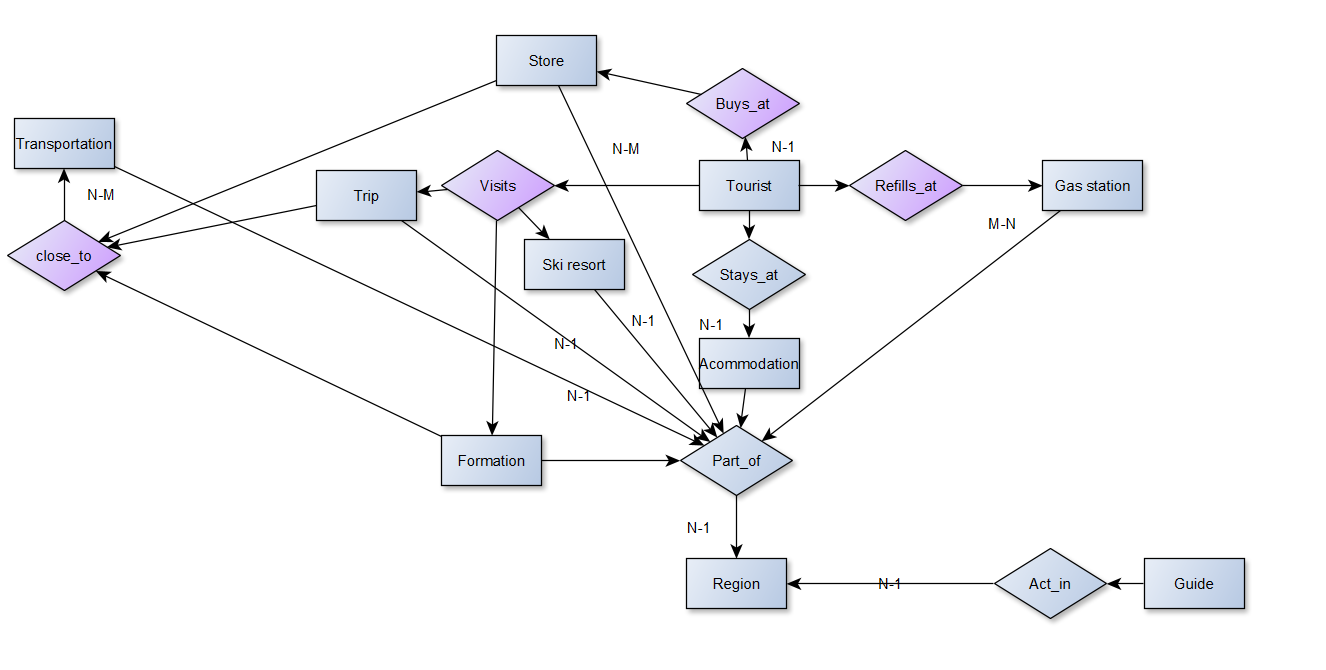 Store
Buys_at
Transportation
N-M
N-1
Trip
Visits
Tourist
Refills_at
Gas station
N-M
M-N
close_to
Ski resort
Stays_at
N-1
N-1
N-1
Acommodation
N-1
Formation
Part_of
N-1
Region
N-1
Act_in
Guide